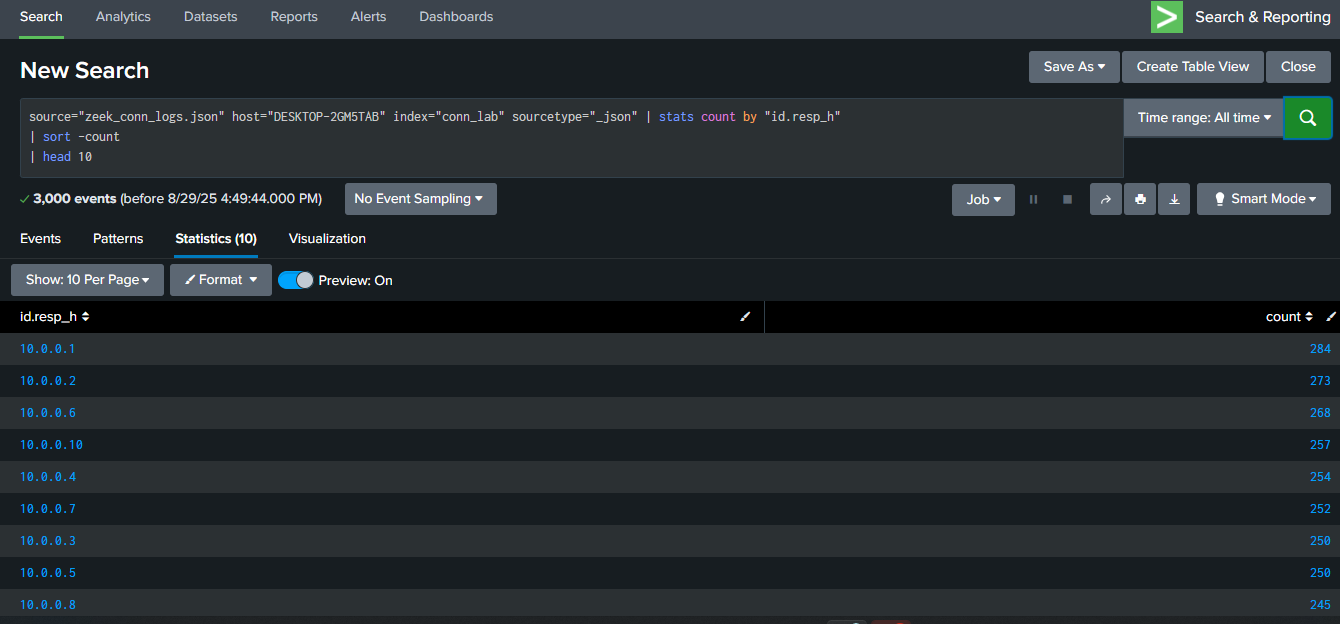 Search Analytics Datasets Reports Alerts Dashboards Search & Reporting
New Search
Save As Create Table View Close
source="zeek_conn_logs.json" host="DESKTOP-2GM5TAB" index="conn_lab" sourcetype="_json" | stats count by "id.resp_h"
| sort -count
| head 10
Time range: All time
3,000 events (before 8/29/25 4:49:44.000 PM) No Event Sampling Job Smart Mode
Events Patterns Statistics (10) Visualization
Show: 10 Per Page Format Preview: On
id.resp_h count
10.0.0.1 284
10.0.0.2 273
10.0.0.6 268
10.0.0.10 257
10.0.0.4 254
10.0.0.7 252
10.0.0.3 250
10.0.0.5 250
10.0.0.8 245